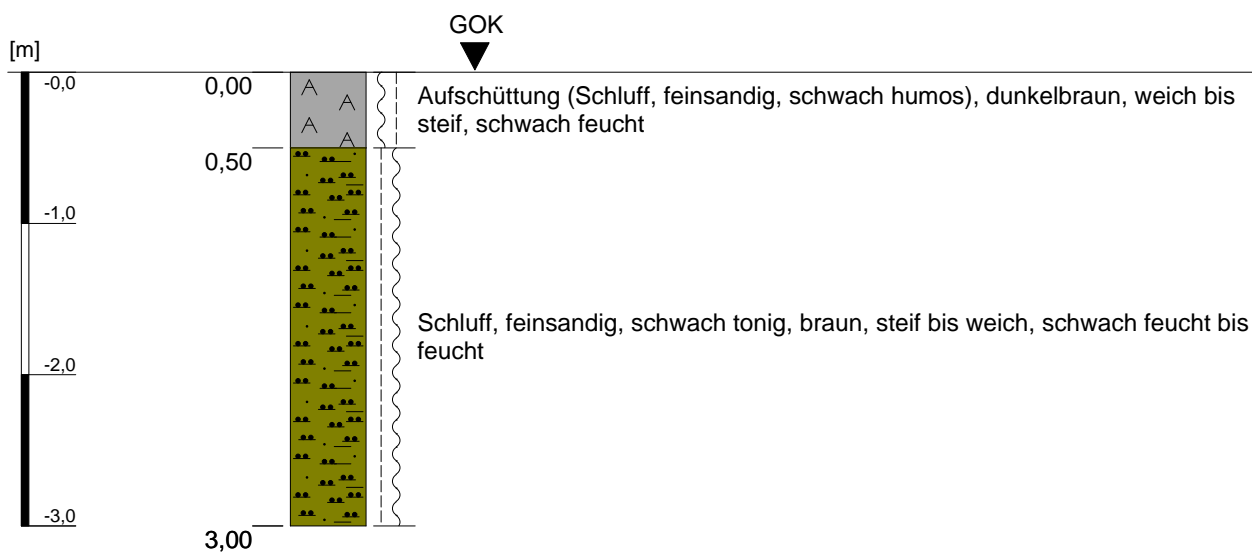 GOK
[m]
-0,0
0,00
Aufschüttung (Schluff, feinsandig, schwach humos), dunkelbraun, weich bis
steif, schwach feucht
0,50
-1,0
Schluff, feinsandig, schwach tonig, braun, steif bis weich, schwach feucht bis
feucht
-2,0
-3,0
3,00